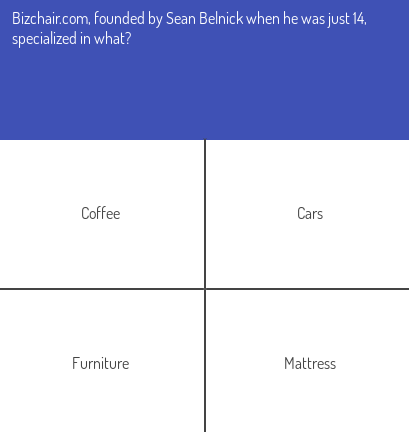 Bizchair.com, founded by Sean Belnick when he was just 14,
specialized in what?
Coffee
Cars
Furniture
Mattress